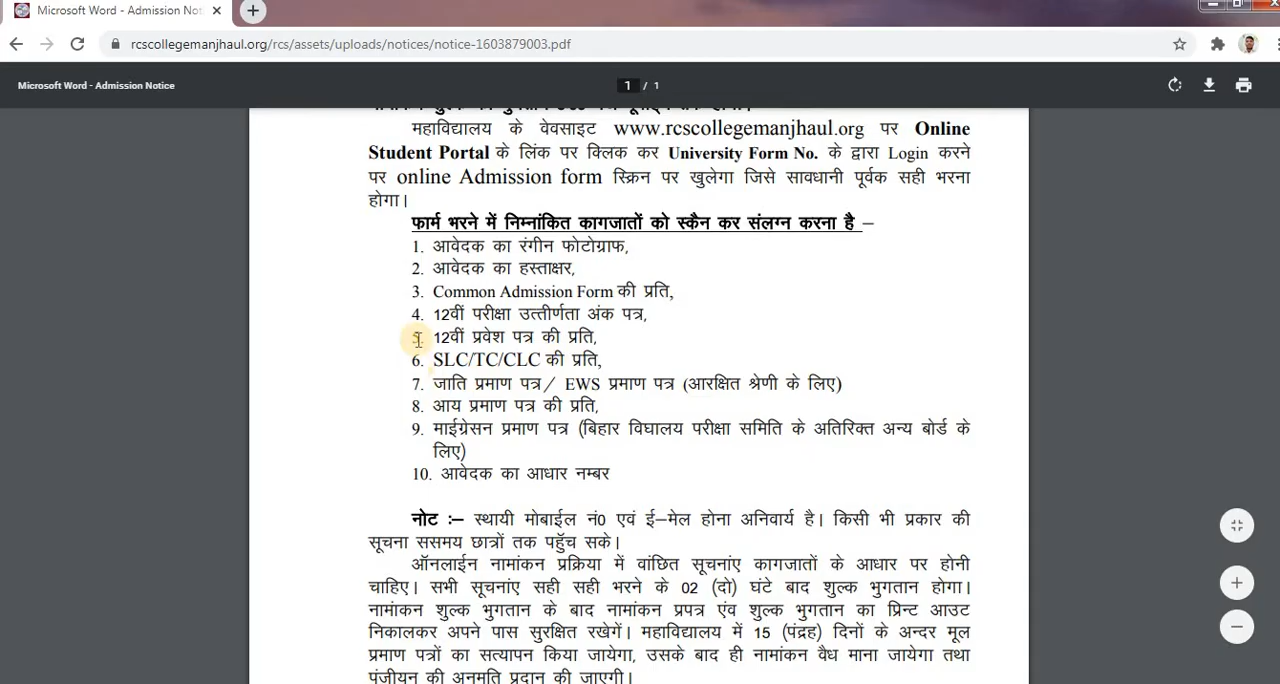 Microsoft Word - Admission Not
rcscollegemanjhaul.org/rcs/assets/uploads/notices/notice-1603879003.pdf
Microsoft Word - Admission Notice
1 / 1
महाविद्यालय के वेवसाइट www.rcscollegemanjhaul.org पर Online
Student Portal के लिंक पर क्लिक कर University Form No. के द्वारा Login करने
पर online Admission form स्क्रिन पर खुलेगा जिसे सावधानी पूर्वक सही भरना
होगा।
फार्म भरने में निम्नांकित कागजातों को स्कैन कर संलग्न करना है –
1. आवेदक का रंगीन फोटोग्राफ,
2. आवेदक का हस्ताक्षर,
3. Common Admission Form की प्रति,
4. 12वीं परीक्षा उत्तीर्णता अंक पत्र,
5. 12वीं प्रवेश पत्र की प्रति,
6. SLC/TC/CLC की प्रति,
7. जाति प्रमाण पत्र/ EWS प्रमाण पत्र (आरक्षित श्रेणी के लिए)
8. आय प्रमाण पत्र की प्रति,
9. माईग्रेसन प्रमाण पत्र (बिहार विघालय परीक्षा समिति के अतिरिक्त अन्य बोर्ड के
लिए)
10. आवेदक का आधार नम्बर
नोट :– स्थायी मोबाईल नं0 एवं ई–मेल होना अनिवार्य है। किसी भी प्रकार की
सूचना ससमय छात्रों तक पहुँच सके।
ऑनलाईन नामांकन प्रक्रिया में वांछित सूचनांए कागजातों के आधार पर होनी
चाहिए। सभी सूचनांए सही सही भरने के 02 (दो) घंटे बाद शुल्क भुगतान होगा।
नामांकन शुल्क भुगतान के बाद नामांकन प्रपत्र एंव शुल्क भुगतान का प्रिन्ट आउट
निकालकर अपने पास सुरक्षित रखेगें। महाविद्यालय में 15 (पंद्रह) दिनों के अन्दर मूल
प्रमाण पत्रों का सत्यापन किया जायेगा, उसके बाद ही नामांकन वैध माना जायेगा तथा
पंजीयन की अनुमति प्रदान की जाएगी।